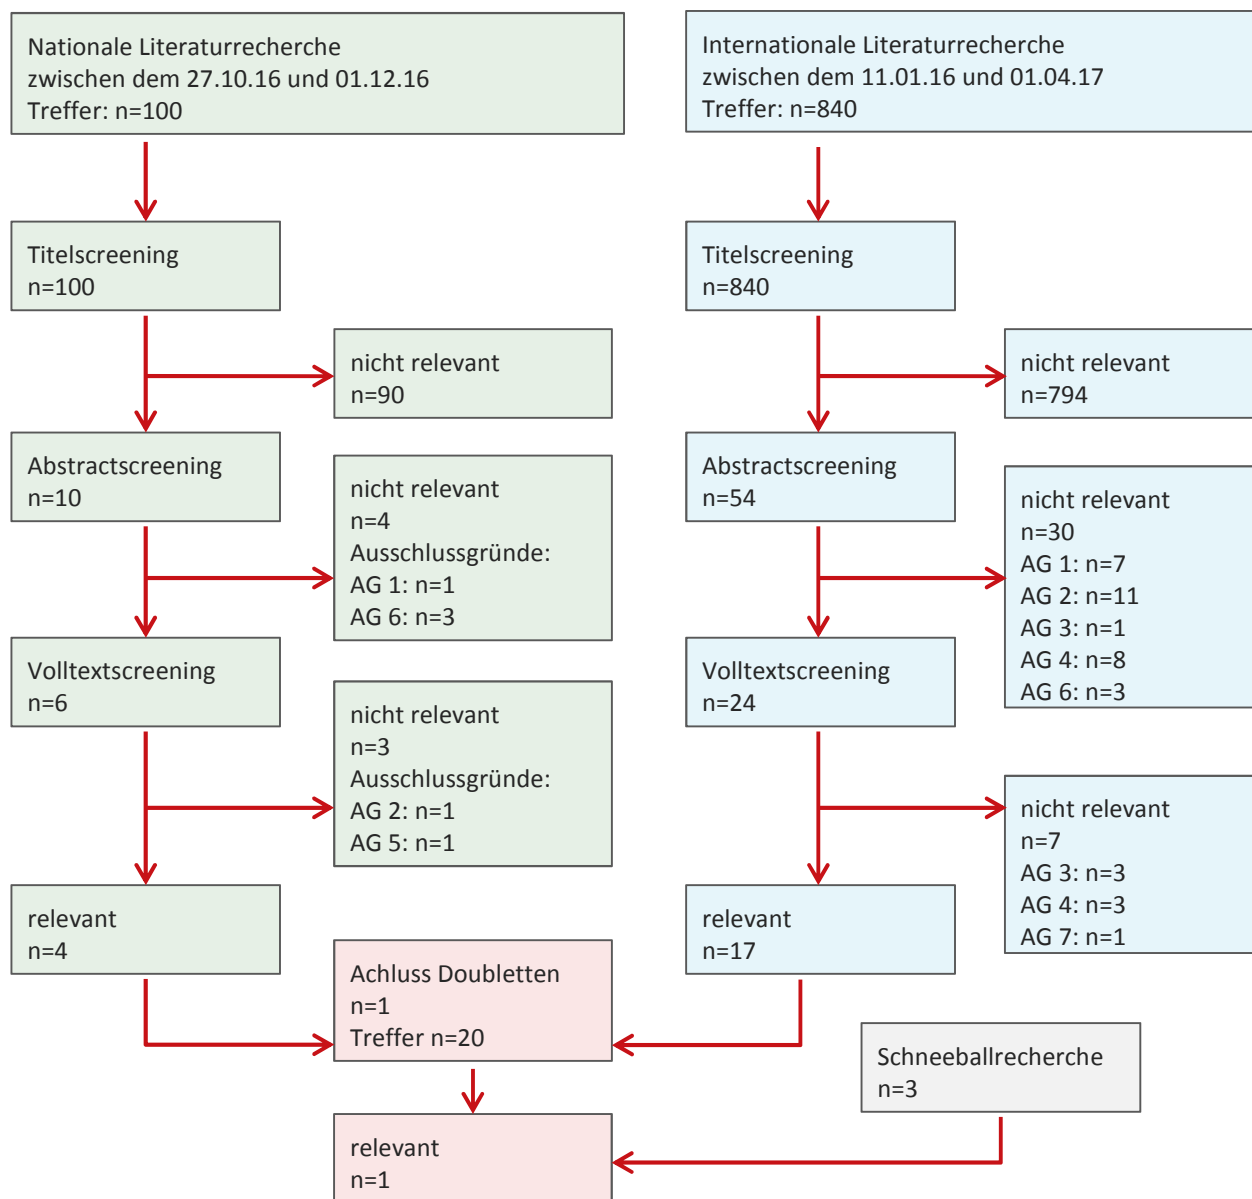 Nationale Literaturrecherche
zwischen dem 27.10.16 und 01.12.16
Treffer: n=100
Internationale Literaturrecherche
zwischen dem 11.01.16 und 01.04.17
Treffer: n=840
Titelscreening
n=100
Titelscreening
n=840
nicht relevant
n=90
nicht relevant
n=794
Abstractscreening
n=10
nicht relevant
n=4
Ausschlussgründe:
AG 1: n=1
AG 6: n=3
Abstractscreening
n=54
nicht relevant
n=30
AG 1: n=7
AG 2: n=11
AG 3: n=1
AG 4: n=8
AG 6: n=3
Volltextscreening
n=6
nicht relevant
n=3
Ausschlussgründe:
AG 2: n=1
AG 5: n=1
Volltextscreening
n=24
nicht relevant
n=7
AG 3: n=3
AG 4: n=3
AG 7: n=1
relevant
n=4
Achluss Doubletten
n=1
Treffer n=20
relevant
n=17
Schneeballrecherche
n=3
relevant
n=1